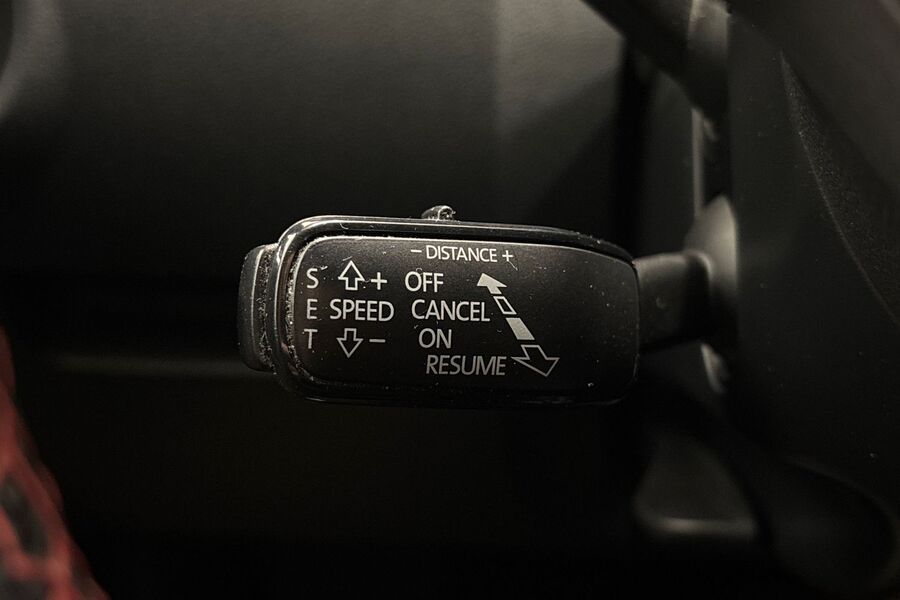 − DISTANCE +
S + OFF
E SPEED CANCEL
T − ON
RESUME